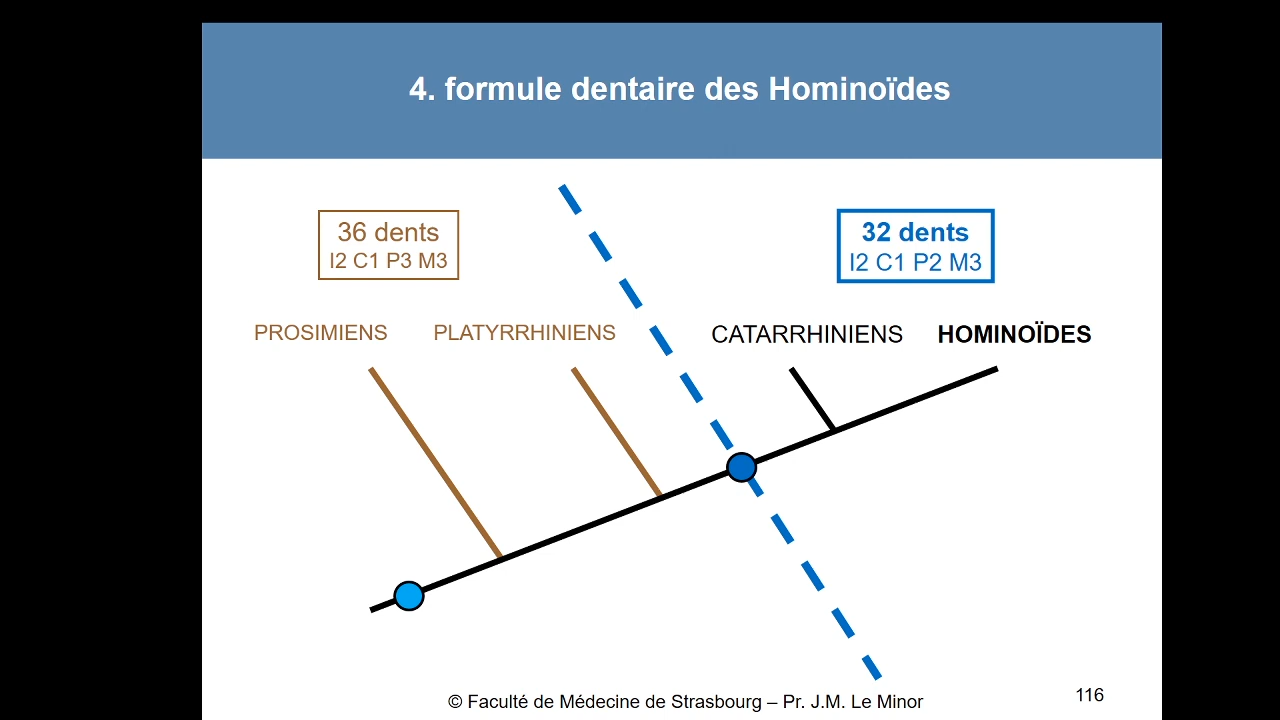 4. formule dentaire des Hominoïdes
36 dents
I2 C1 P3 M3
32 dents
I2 C1 P2 M3
PROSIMIENS
PLATYRRHINIENS
CATARRHINIENS
HOMINOÏDES
© Faculté de Médecine de Strasbourg – Pr. J.M. Le Minor
116